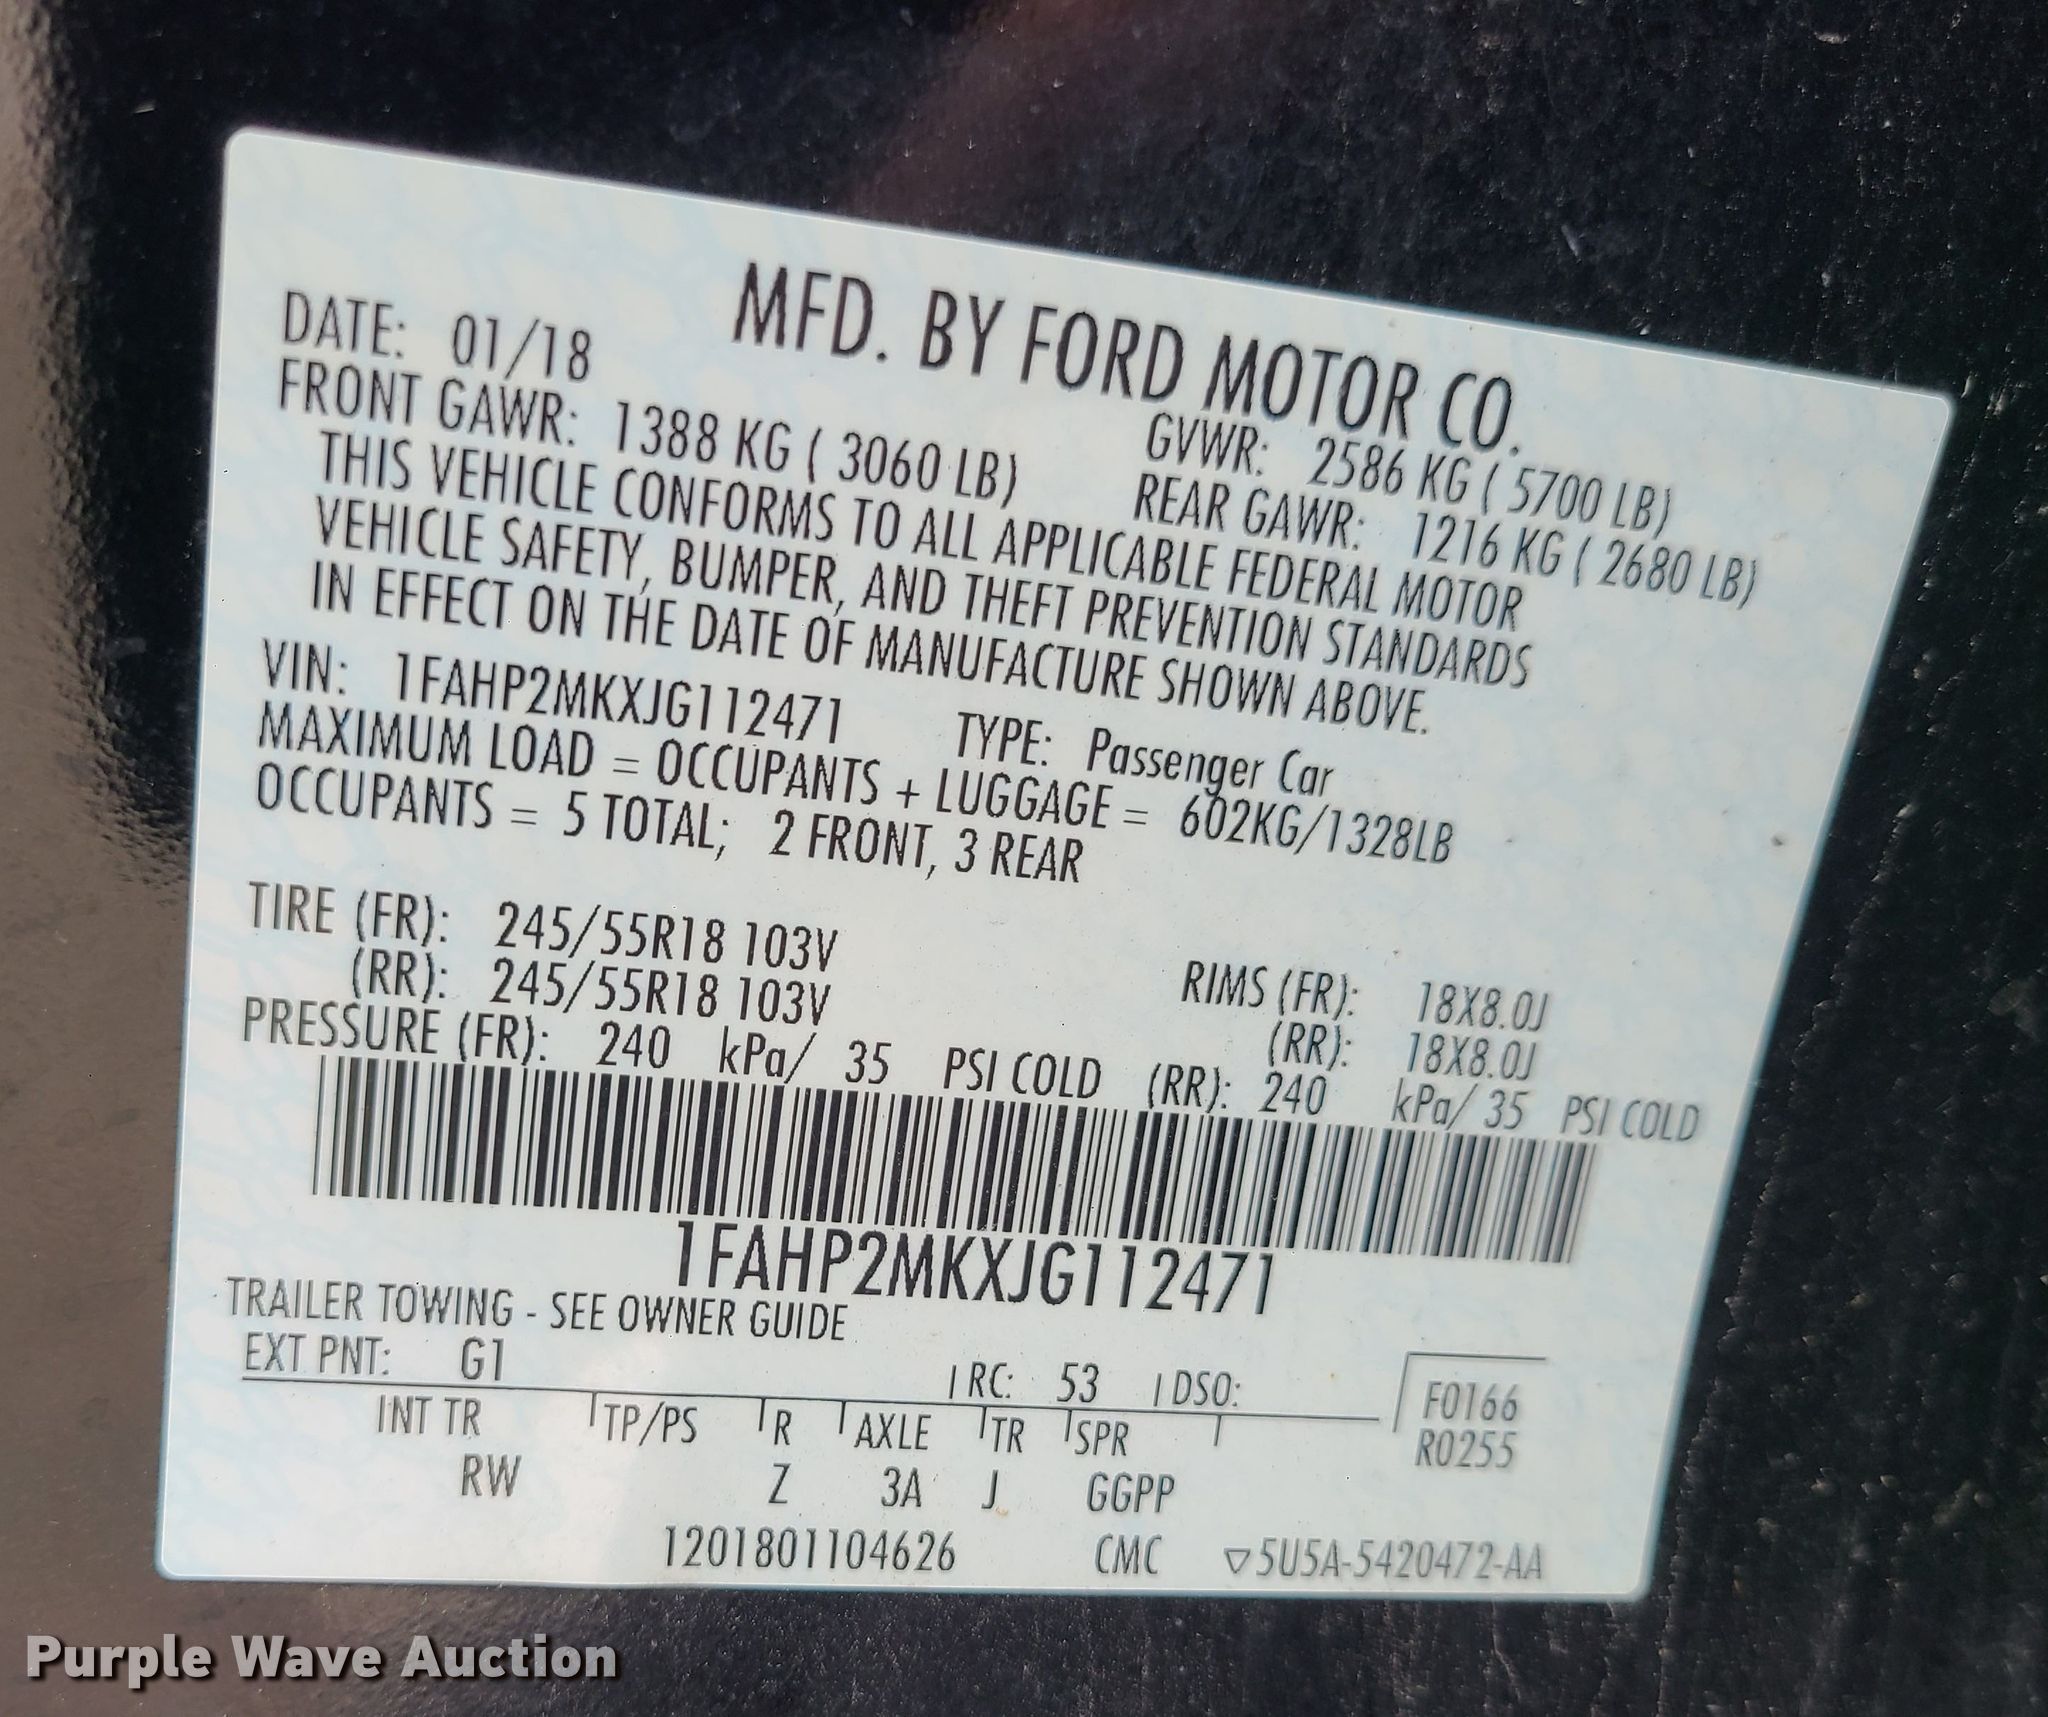 MFD. BY FORD MOTOR CO.
DATE: 01/18
GVWR: 2586 KG ( 5700 LB)
FRONT GAWR: 1388 KG ( 3060 LB)
REAR GAWR: 1216 KG ( 2680 LB)
THIS VEHICLE CONFORMS TO ALL APPLICABLE FEDERAL MOTOR
VEHICLE SAFETY, BUMPER, AND THEFT PREVENTION STANDARDS
IN EFFECT ON THE DATE OF MANUFACTURE SHOWN ABOVE.
VIN: 1FAHP2MKXJG112471 TYPE: Passenger Car
MAXIMUM LOAD = OCCUPANTS + LUGGAGE = 602KG/1328LB
OCCUPANTS = 5 TOTAL; 2 FRONT, 3 REAR
TIRE (FR): 245/55R18 103V RIMS (FR): 18X8.0J
(RR): 245/55R18 103V (RR): 18X8.0J
PRESSURE (FR): 240 kPa/ 35 PSI COLD (RR): 240 kPa/ 35 PSI COLD
1FAHP2MKXJG112471
TRAILER TOWING - SEE OWNER GUIDE
EXT PNT: G1 RC: 53 DSO:
F0166
R0255
INT TR TP/PS R AXLE TR SPR
RW Z 3A J GGPP
1201801104626 CMC ▽5U5A-5420472-AA
Purple Wave Auction